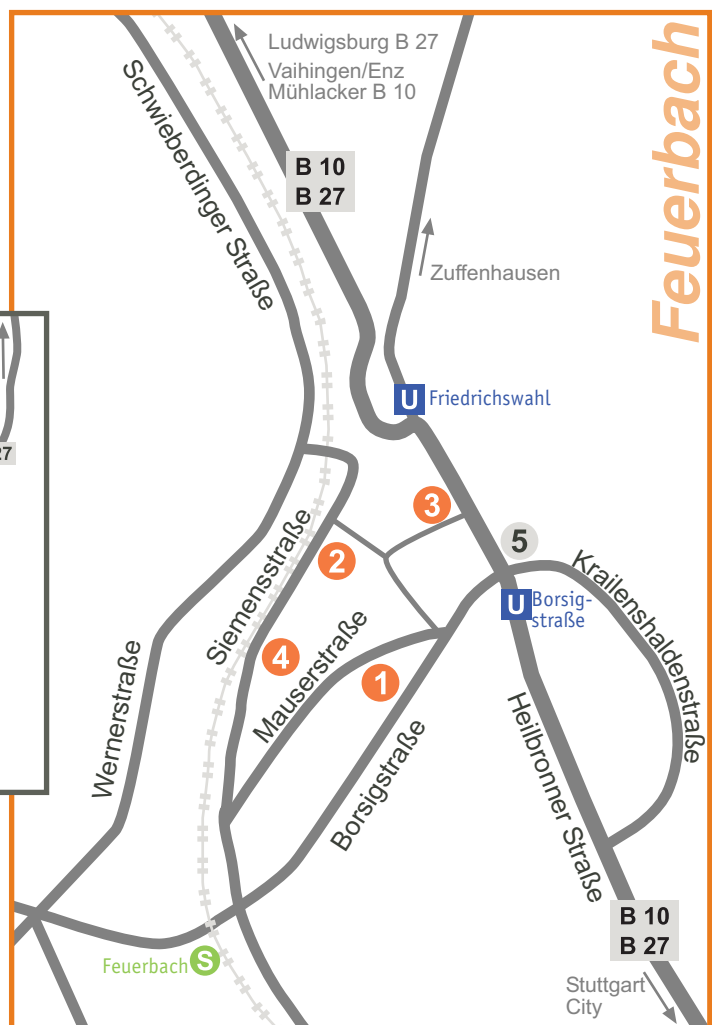 Ludwigsburg B 27
Vaihingen/Enz
Mühlacker B 10
Feuerbach
Schwieberdinger Straße
B 10
B 27
Zuffenhausen
27
U Friedrichswahl
3
5
2
Siemensstraße
Krailenshaldenstraße
U Borsig-
straße
4
Mauserstraße
1
Wernerstraße
Borsigstraße
Heilbronner Straße
B 10
B 27
Feuerbach S
Stuttgart
City